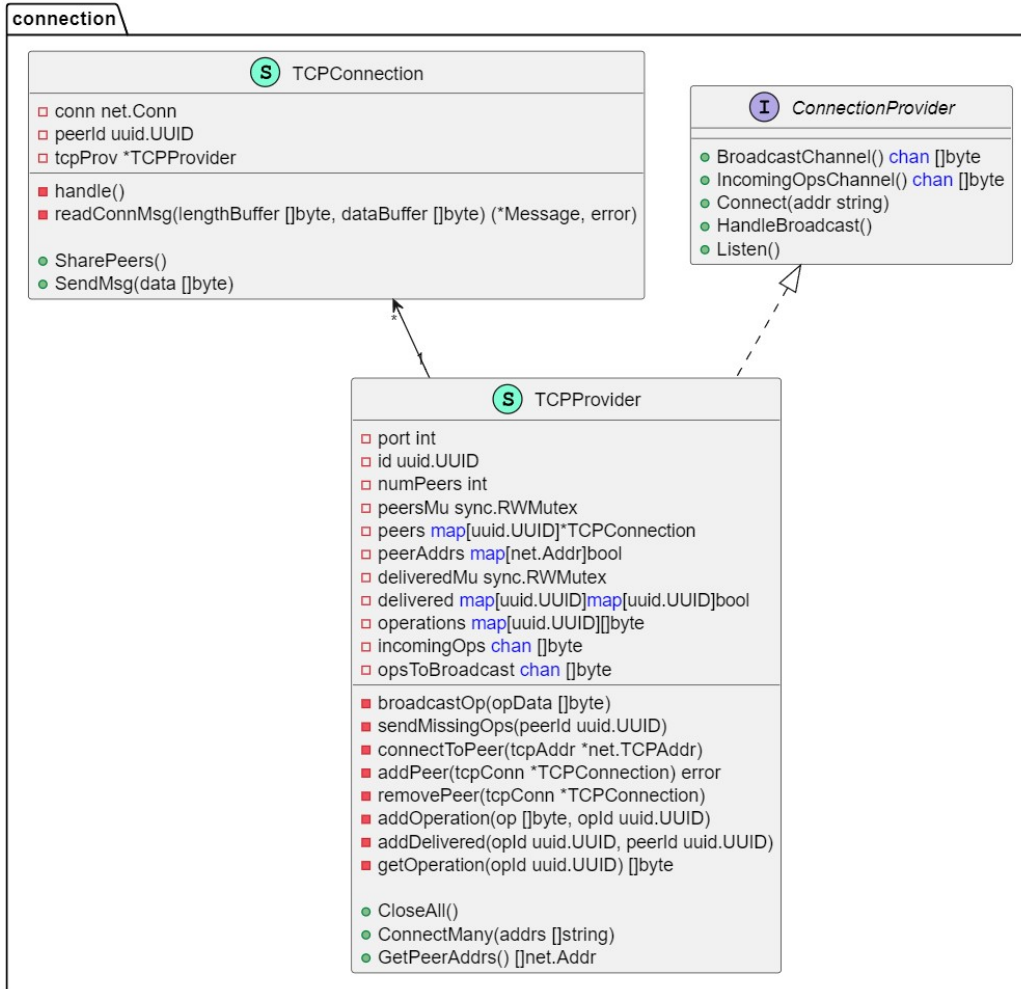 connection
S TCPConnection
conn net.Conn
peerId uuid.UUID
tcpProv *TCPProvider
handle()
readConnMsg(lengthBuffer []byte, dataBuffer []byte) (*Message, error)
SharePeers()
SendMsg(data []byte)
I ConnectionProvider
BroadcastChannel() chan []byte
IncomingOpsChannel() chan []byte
Connect(addr string)
HandleBroadcast()
Listen()
*
1
S TCPProvider
port int
id uuid.UUID
numPeers int
peersMu sync.RWMutex
peers map[uuid.UUID]*TCPConnection
peerAddrs map[net.Addr]bool
deliveredMu sync.RWMutex
delivered map[uuid.UUID]map[uuid.UUID]bool
operations map[uuid.UUID][]byte
incomingOps chan []byte
opsToBroadcast chan []byte
broadcastOp(opData []byte)
sendMissingOps(peerId uuid.UUID)
connectToPeer(tcpAddr *net.TCPAddr)
addPeer(tcpConn *TCPConnection) error
removePeer(tcpConn *TCPConnection)
addOperation(op []byte, opId uuid.UUID)
addDelivered(opId uuid.UUID, peerId uuid.UUID)
getOperation(opId uuid.UUID) []byte
CloseAll()
ConnectMany(addrs []string)
GetPeerAddrs() []net.Addr